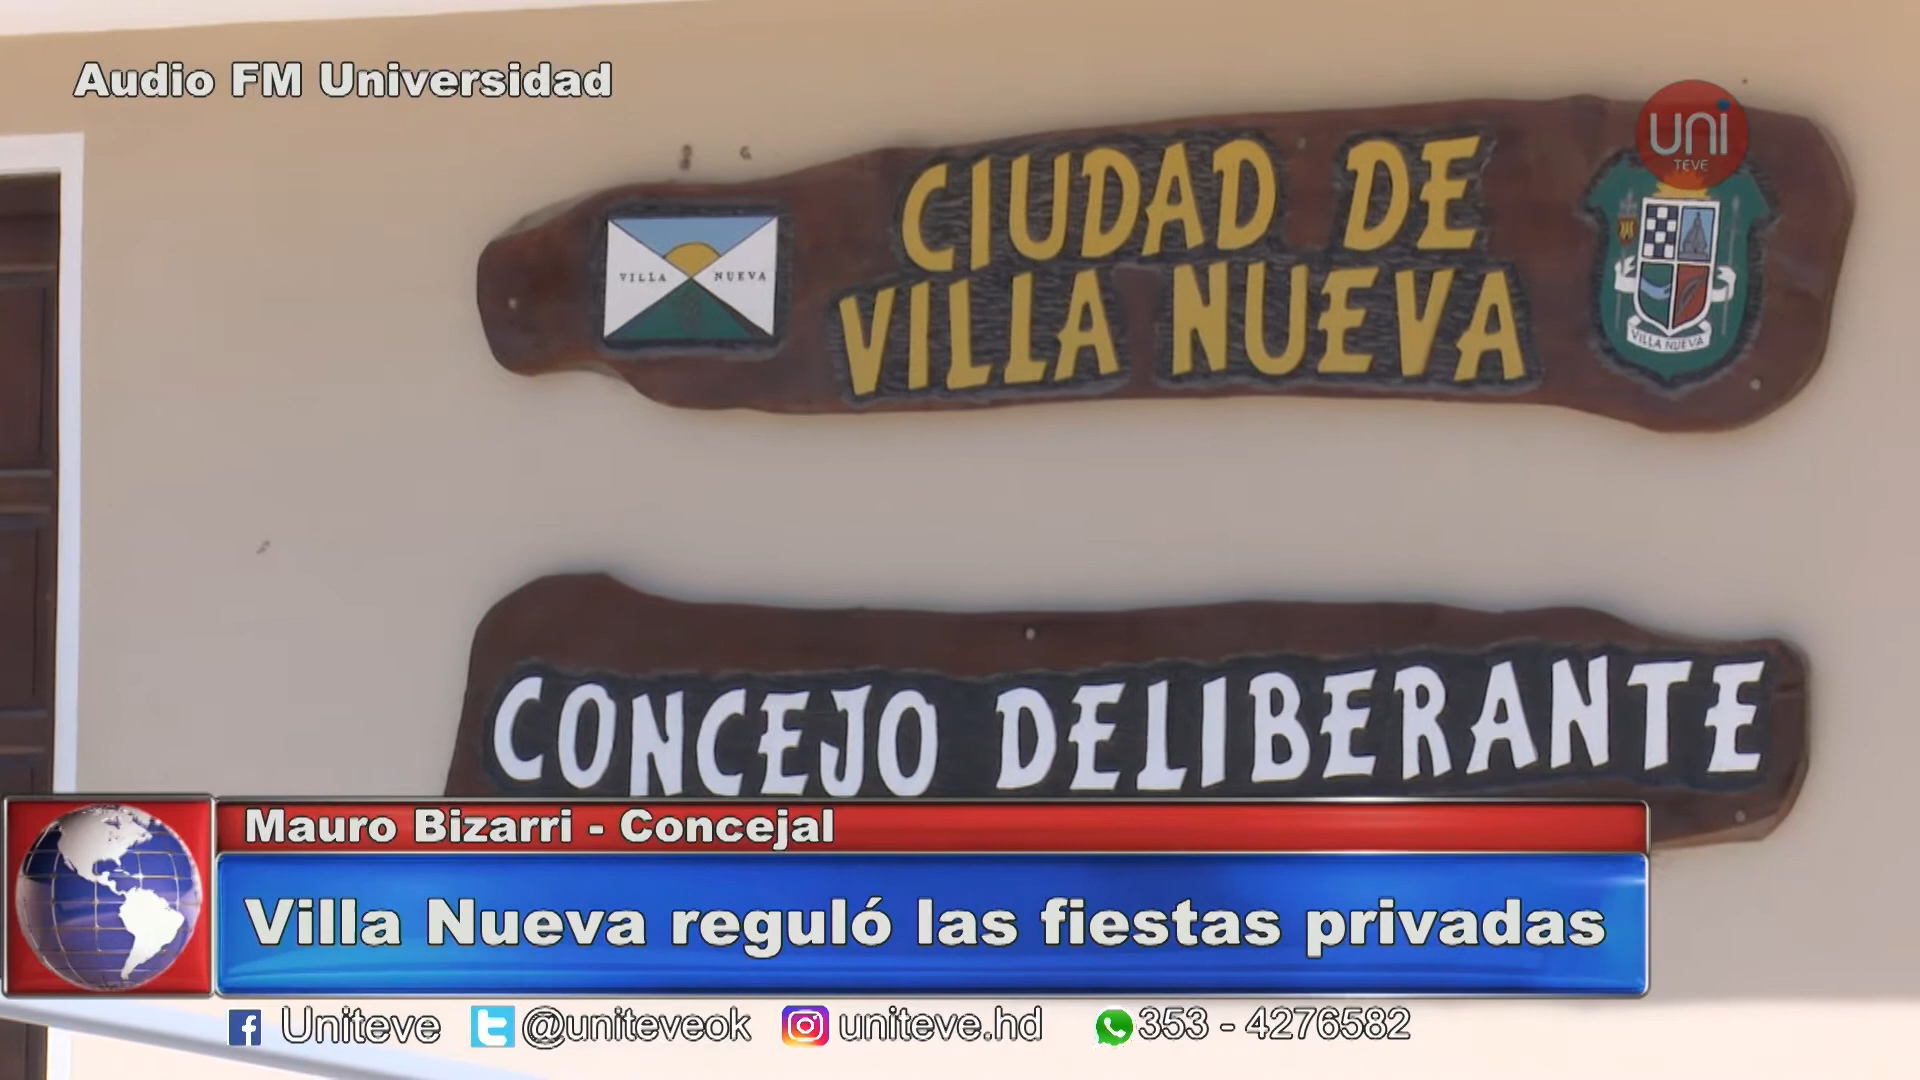 Audio FM Universidad
uni
TEVE
CIUDAD DE
VILLA NUEVA
VILLA NUEVA
VILLA NUEVA
CONCEJO DELIBERANTE
Mauro Bizarri - Concejal
Villa Nueva reguló las fiestas privadas
Uniteve @uniteveok uniteve.hd 353 - 4276582